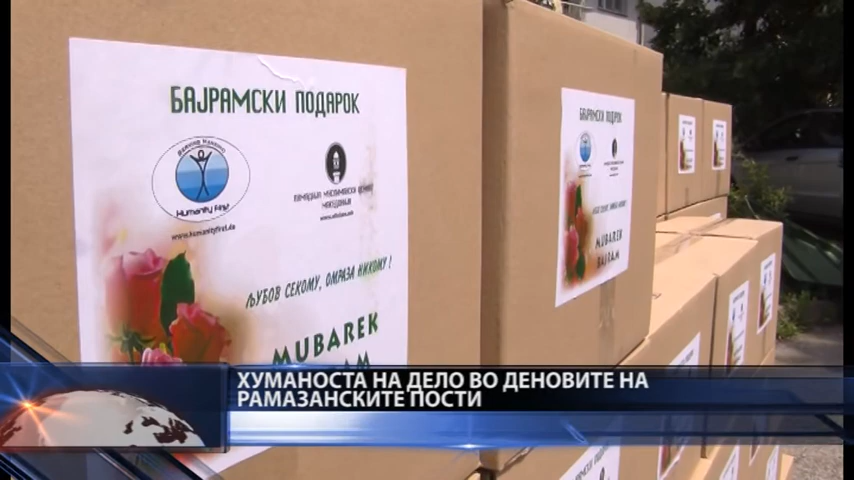 БАЈРАМСКИ ПОДАРОК
Humanity First
www.humanityfirst.de
ЉУБОВ СЕКОМУ, ОМРАЗА НИКОМУ !
MUBAREK
БАЈРАМСКИ ПОДАРОК
MUBAREK
BAJRAM
ХУМАНОСТА НА ДЕЛО ВО ДЕНОВИТЕ НА
РАМАЗАНСКИТЕ ПОСТИ